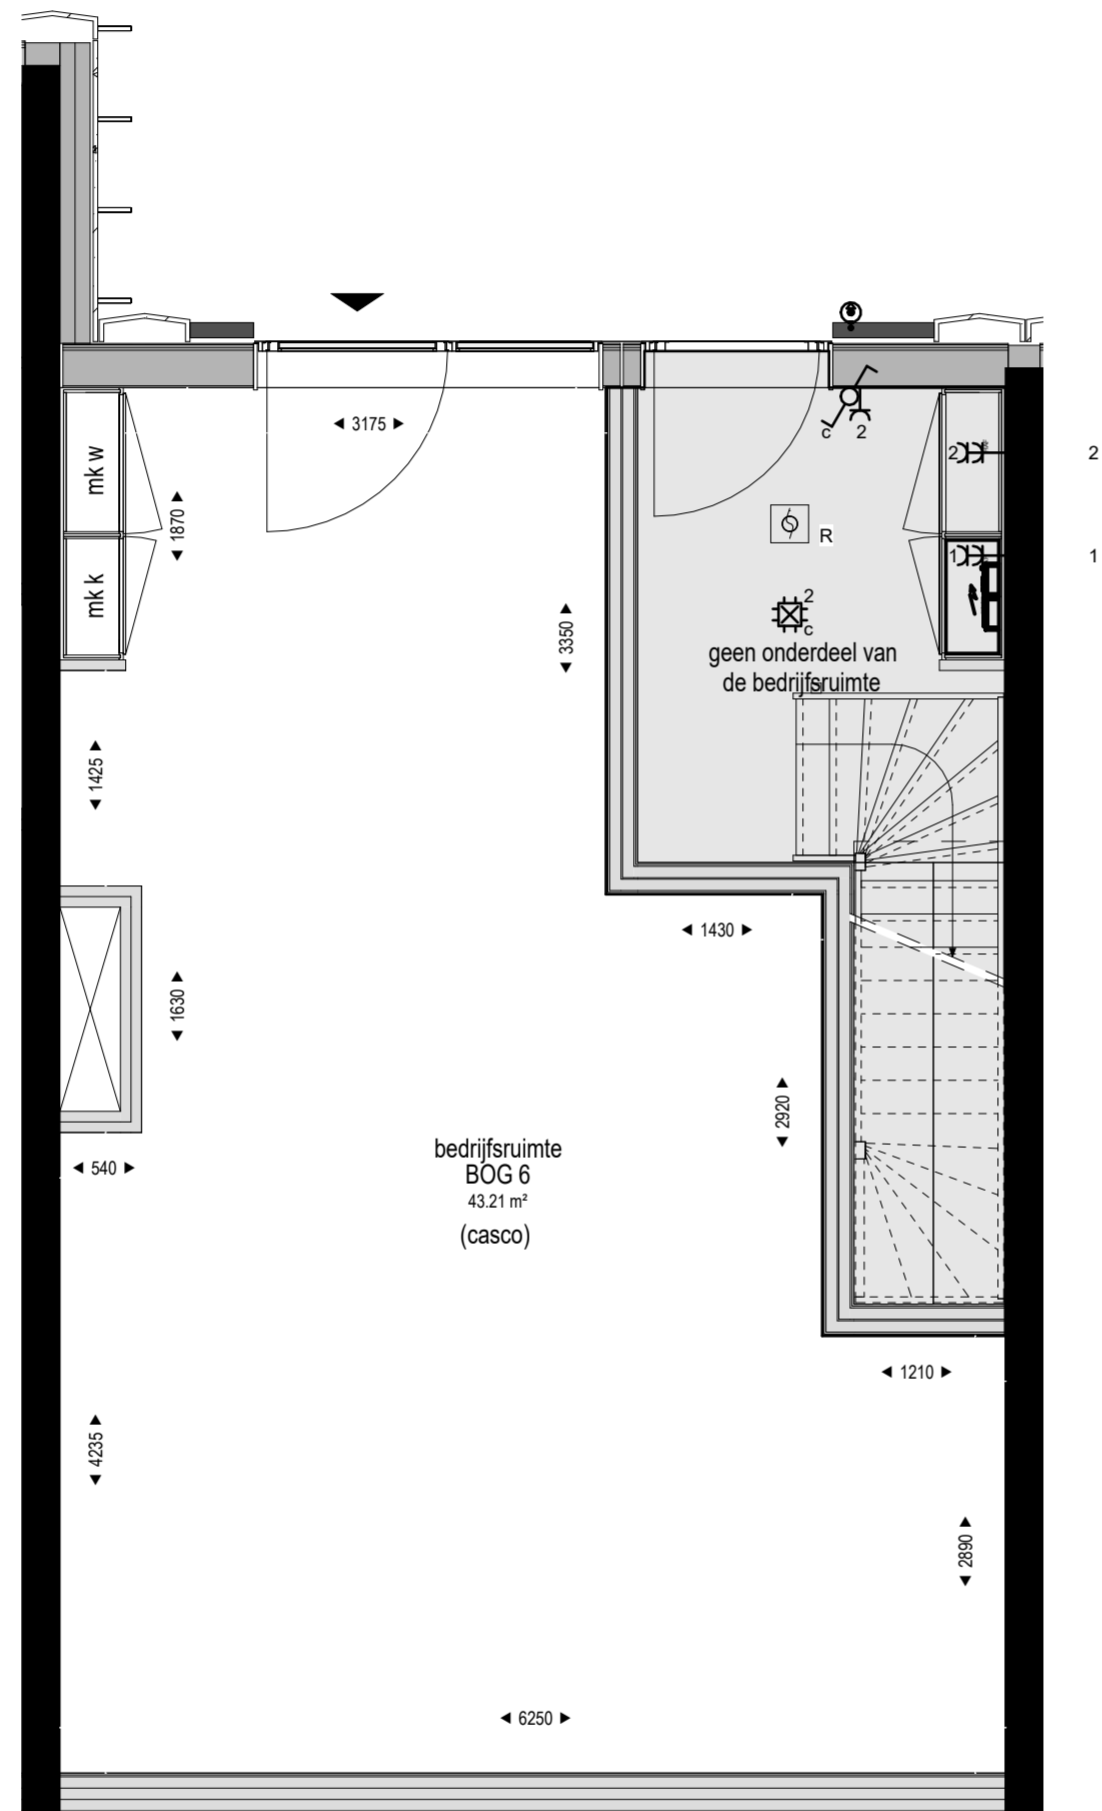 3175
mk w
1870
mk k
c
2
2
2
R
1
1
2
c
3350
geen onderdeel van
de bedrijfsruimte
1425
1430
1630
2920
540
bedrijfsruimte
BOG 6
43.21 m²
(casco)
1210
4235
2890
6250